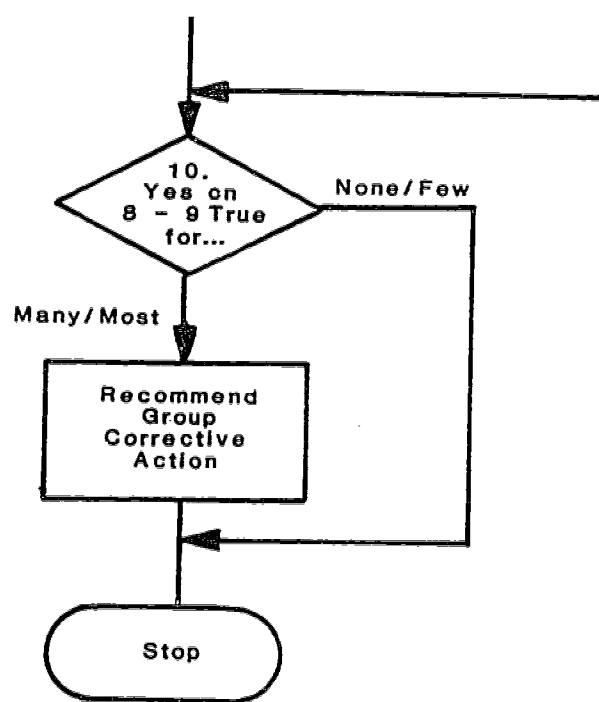 10.
Yes on
8 - 9 True
for...
None/Few
Many/Most
Recommend
Group
Corrective
Action
Stop